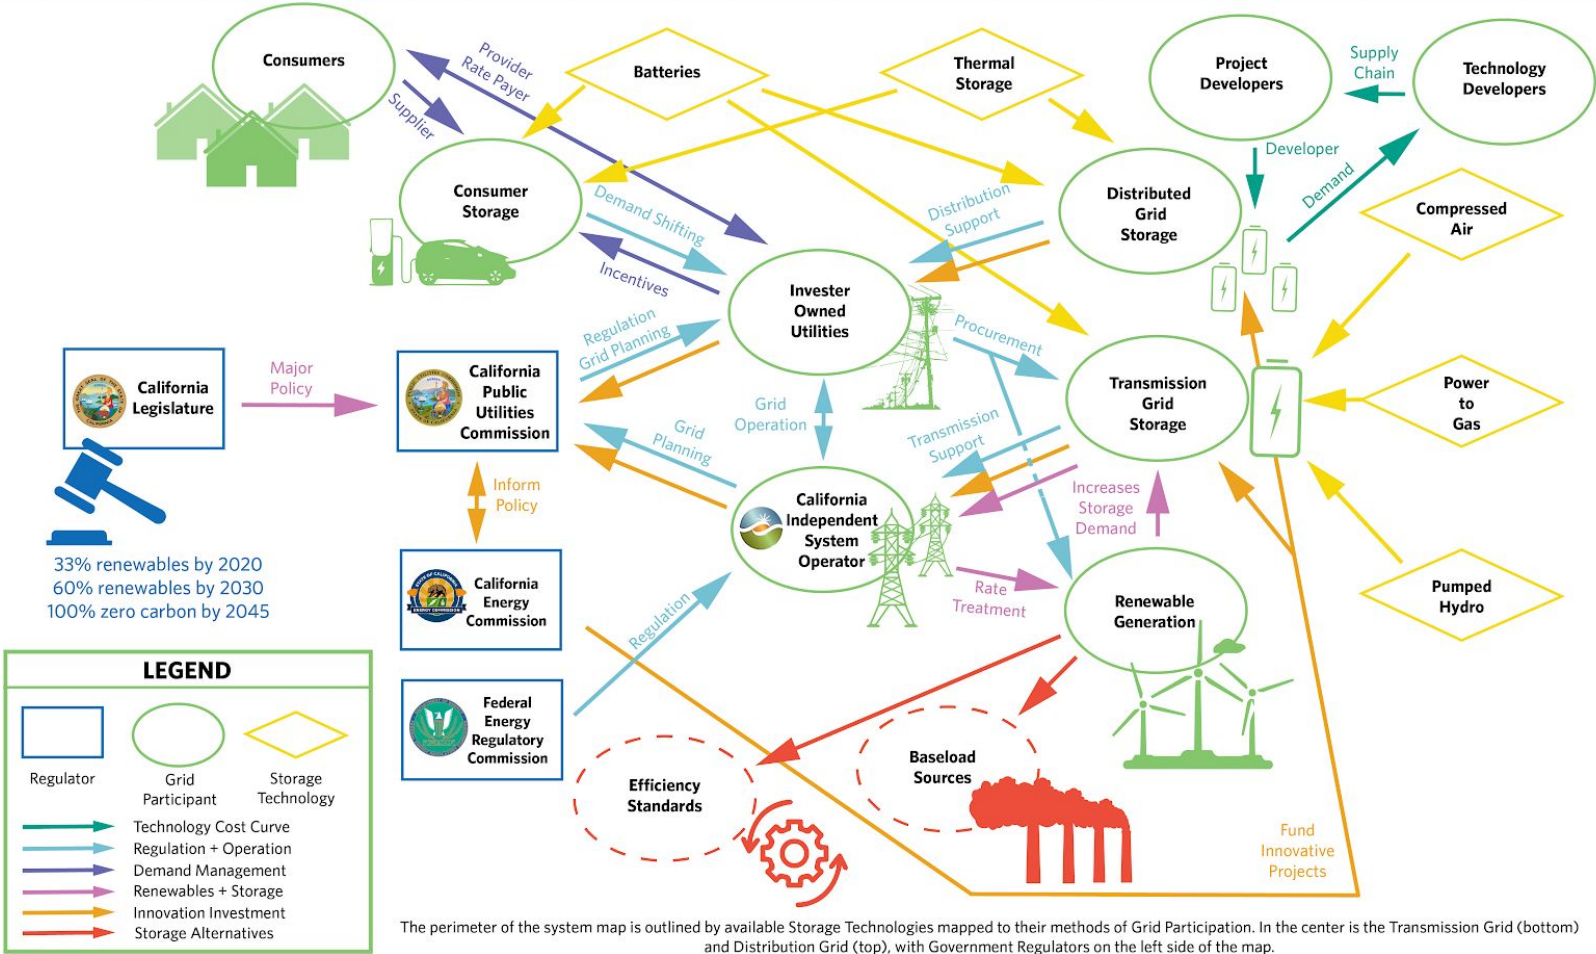 Consumers
Provider
Rate Payer
Supplier
Batteries
Thermal
Storage
Project
Developers
Supply
Chain
Technology
Developers
Developer
Demand
Consumer
Storage
Demand Shifting
Incentives
Distribution
Support
Distributed
Grid
Storage
Compressed
Air
Invester
Owned
Utilities
Regulation
Grid Planning
Procurement
California
Legislature
Major
Policy
California
Public
Utilities
Commission
Grid
Operation
Grid
Planning
Transmission
Support
Transmission
Grid
Storage
Power
to
Gas
Inform
Policy
California
Independent
System
Operator
Increases
Storage
Demand
33% renewables by 2020
60% renewables by 2030
100% zero carbon by 2045
California
Energy
Commission
Regulation
Rate
Treatment
Renewable
Generation
Pumped
Hydro
Federal
Energy
Regulatory
Commission
Efficiency
Standards
Baseload
Sources
Fund
Innovative
Projects
LEGEND
Regulator
Grid
Participant
Storage
Technology
Technology Cost Curve
Regulation + Operation
Demand Management
Renewables + Storage
Innovation Investment
Storage Alternatives
The perimeter of the system map is outlined by available Storage Technologies mapped to their methods of Grid Participation. In the center is the Transmission Grid (bottom)
and Distribution Grid (top), with Government Regulators on the left side of the map.